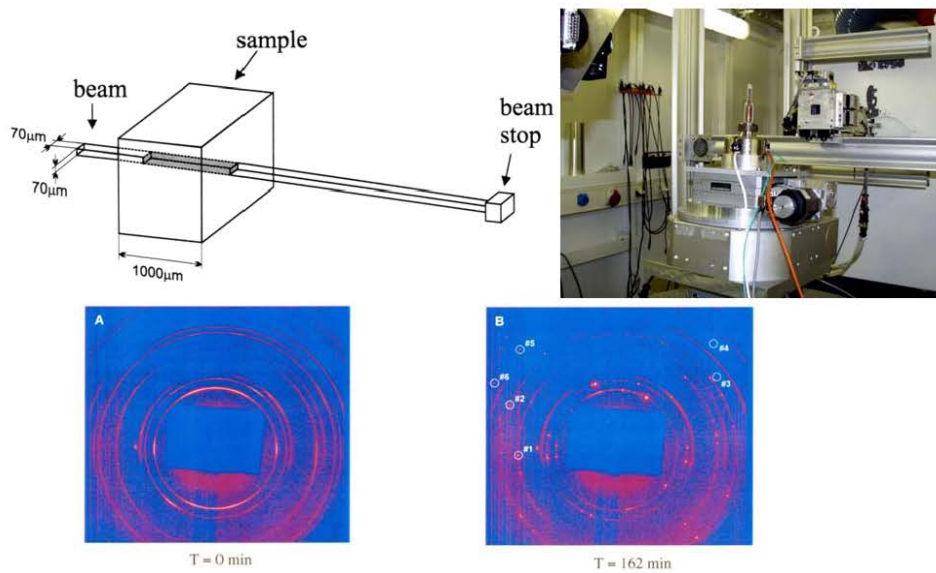 sample
beam
beam
stop
70μm
70μm
1000μm
A
B
#5
#4
#6
#3
#2
#1
T = 0 min
T = 162 min